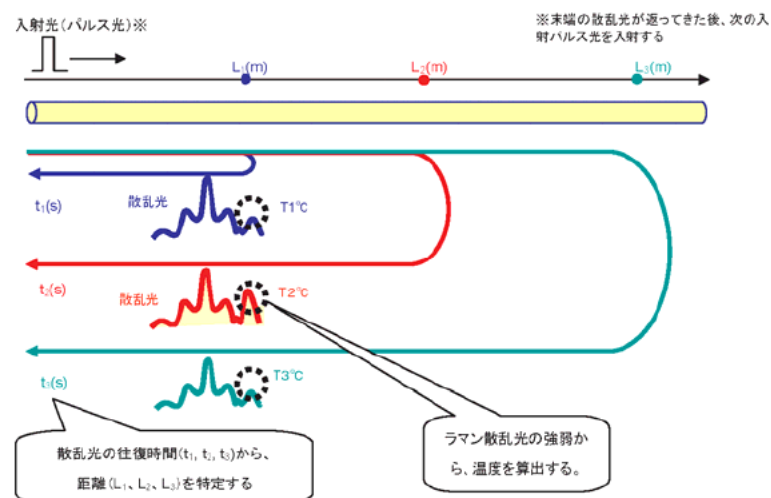 入射光(パルス光)※
※末端の散乱光が返ってきた後、次の入
射パルス光を入射する
L₁(m)
L₂(m)
L₃(m)
t₁(s)
散乱光
T1℃
t₂(s)
散乱光
T2℃
t₃(s)
T3℃
散乱光の往復時間(t₁, t₂, t₃)から、
距離(L₁、L₂、L₃)を特定する
ラマン散乱光の強弱か
ら、温度を算出する。